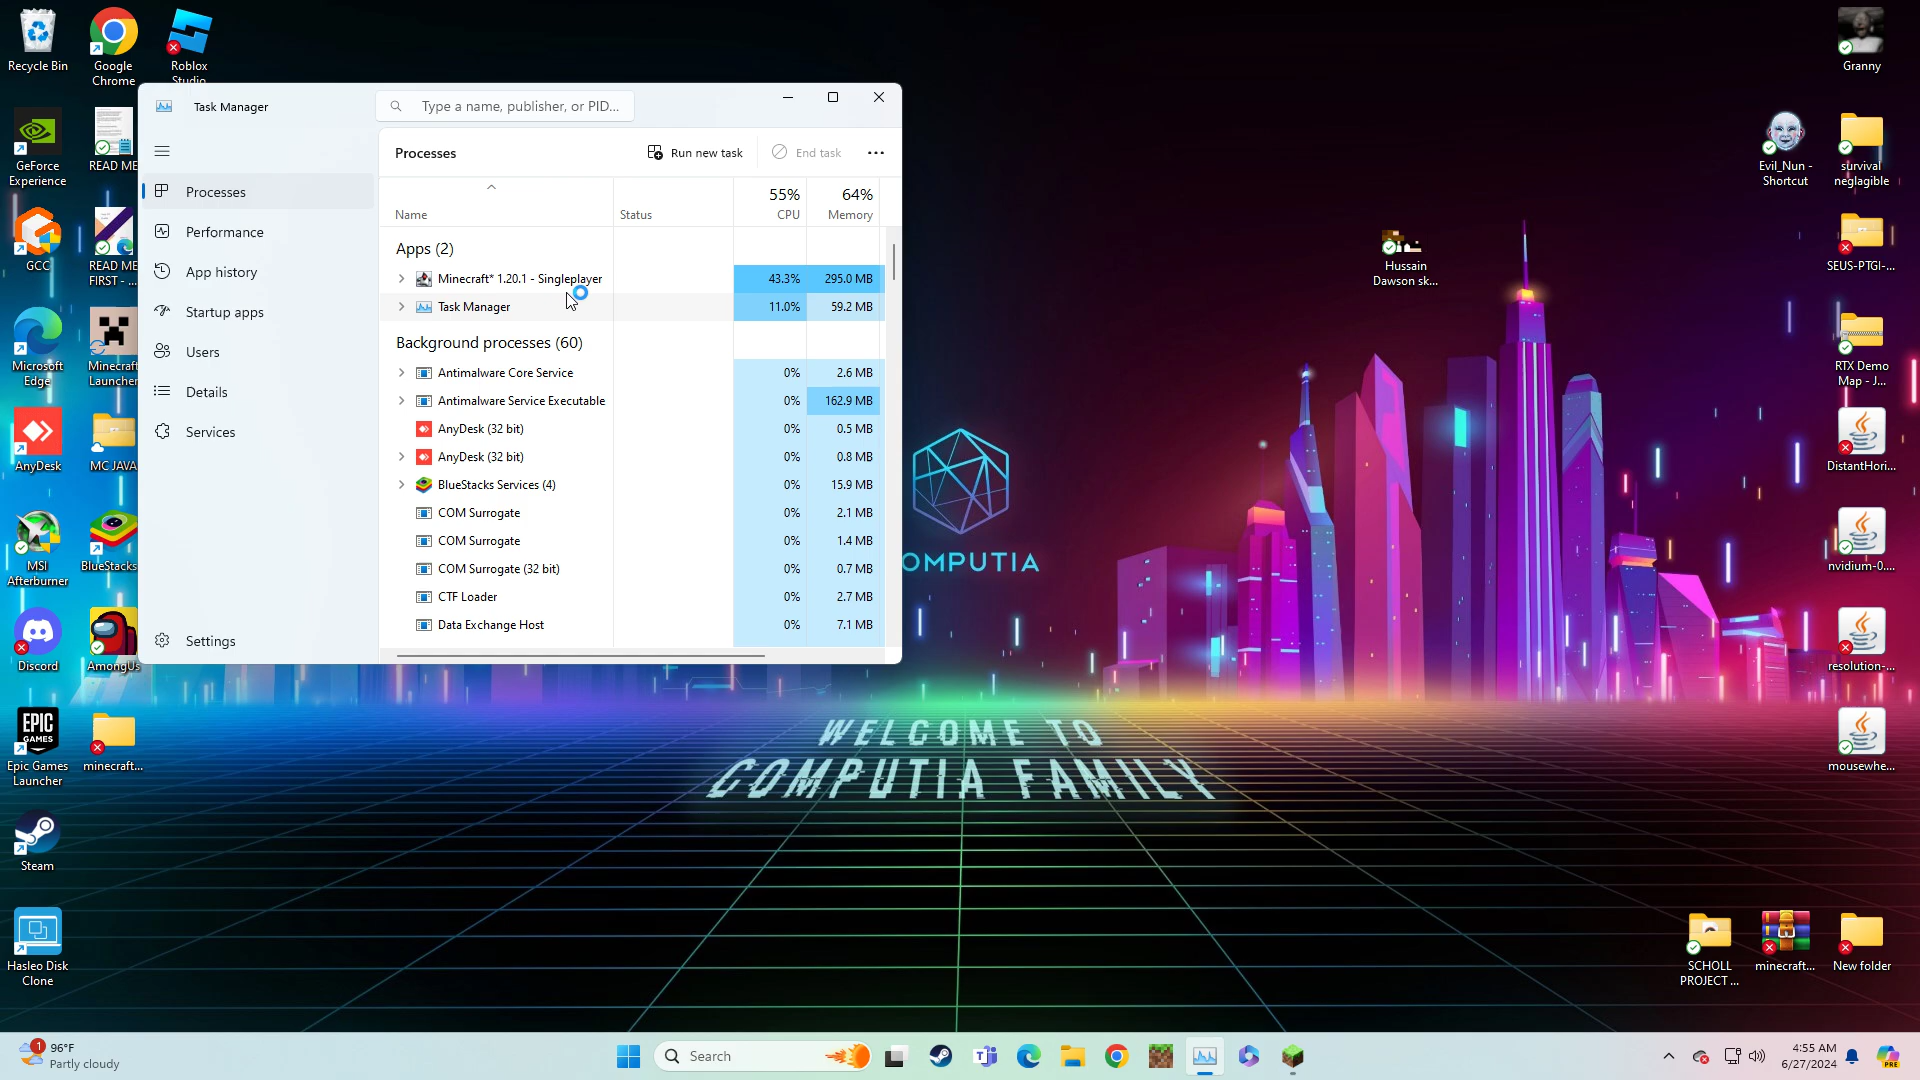 Recycle Bin
Google
Chrome
Roblox
Studio
GeForce
Experience
READ ME
GCC
READ ME
FIRST - ...
Microsoft
Edge
Minecraft
Launcher
AnyDesk
MC JAVA
MSI
Afterburner
BlueStacks
Discord
AmongUs
EPIC
GAMES
Epic Games
Launcher
minecraft...
Steam
Hasleo Disk
Clone
Task Manager
Type a name, publisher, or PID...
Processes
Performance
App history
Startup apps
Users
Details
Services
Settings
Processes
Run new task
End task
55%
64%
Name
Status
CPU
Memory
Apps (2)
Minecraft* 1.20.1 - Singleplayer 43.3% 295.0 MB
Task Manager 11.0% 59.2 MB
Background processes (60)
Antimalware Core Service 0% 2.6 MB
Antimalware Service Executable 0% 162.9 MB
AnyDesk (32 bit) 0% 0.5 MB
AnyDesk (32 bit) 0% 0.8 MB
BlueStacks Services (4) 0% 15.9 MB
COM Surrogate 0% 2.1 MB
COM Surrogate 0% 1.4 MB
COM Surrogate (32 bit) 0% 0.7 MB
CTF Loader 0% 2.7 MB
Data Exchange Host 0% 7.1 MB
OMPUTIA
WELCOME TO
COMPUTIA FAMILY
Hussain
Dawson sk...
Granny
Evil_Nun -
Shortcut
survival
neglagible
SEUS-PTGI-...
RTX Demo
Map - J...
DistantHori...
nvidium-0....
resolution-...
mousewhe...
SCHOLL
PROJECT ...
minecraft...
New folder
1
96°F
Partly cloudy
Search
4:55 AM
6/27/2024
PRE